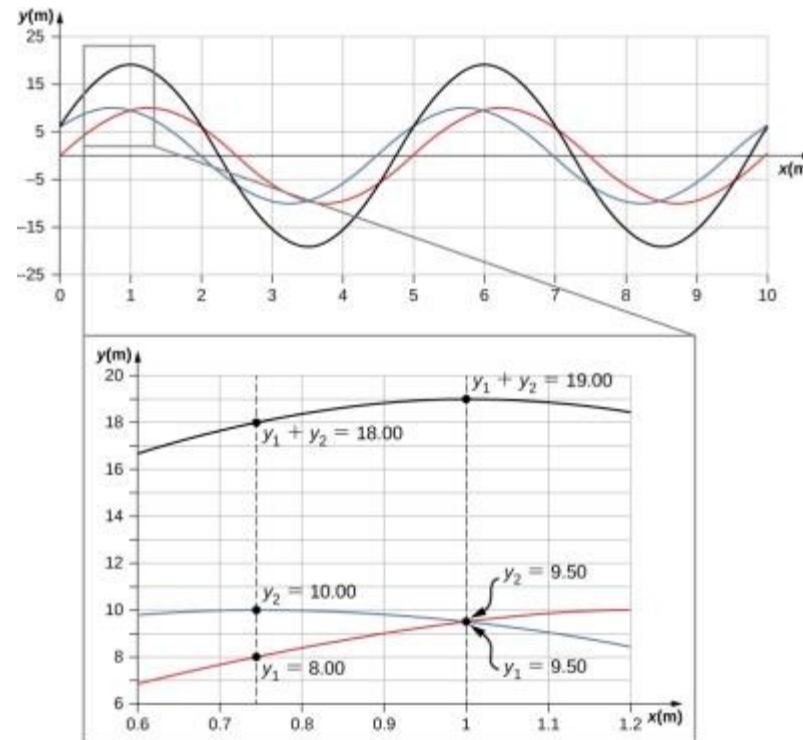 y(m)
25
15
5
–5
–15
–25
0 1 2 3 4 5 6 7 8 9 10
x(m
y(m)
20
18
16
14
12
10
8
6
y₁ + y₂ = 19.00
y₁ + y₂ = 18.00
y₂ = 9.50
y₂ = 10.00
y₁ = 8.00
y₁ = 9.50
0.6 0.7 0.8 0.9 1 1.1 1.2 x(m)